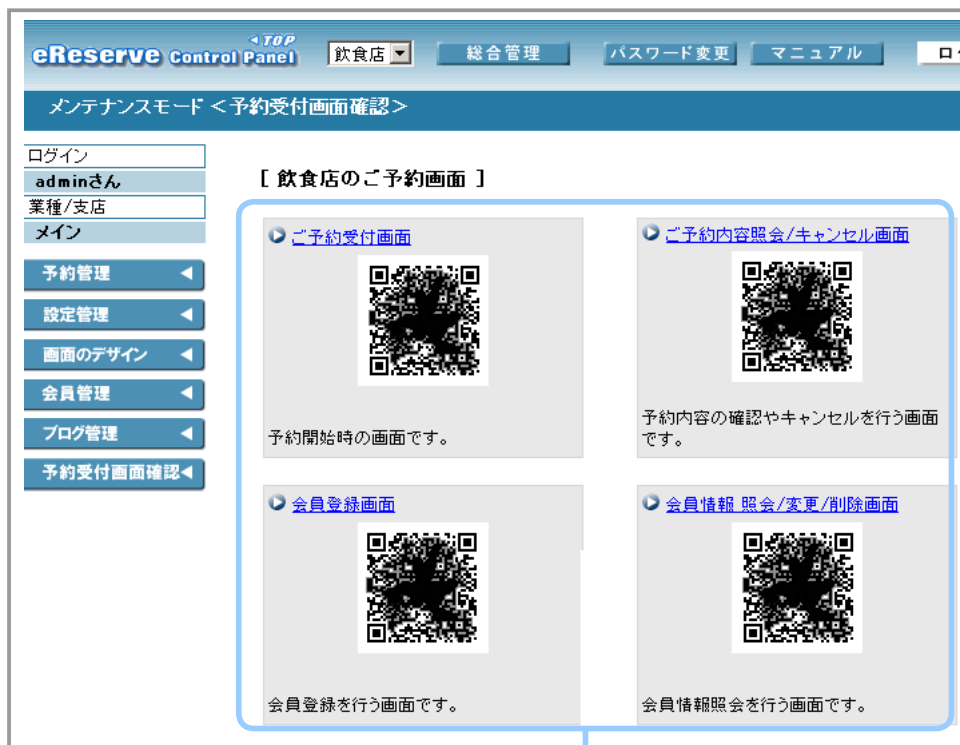 ◀TOP
eReserve Control Panel 飲食店 総合管理 パスワード変更 マニュアル ロ
メンテナンスモード <予約受付画面確認>
ログイン
adminさん
業種/支店
メイン
予約管理
設定管理
画面のデザイン
会員管理
ブログ管理
予約受付画面確認
[ 飲食店のご予約画面 ]
ご予約受付画面
予約開始時の画面です。
ご予約内容照会/キャンセル画面
予約内容の確認やキャンセルを行う画面
です。
会員登録画面
会員登録を行う画面です。
会員情報 照会/変更/削除画面
会員情報照会を行う画面です。